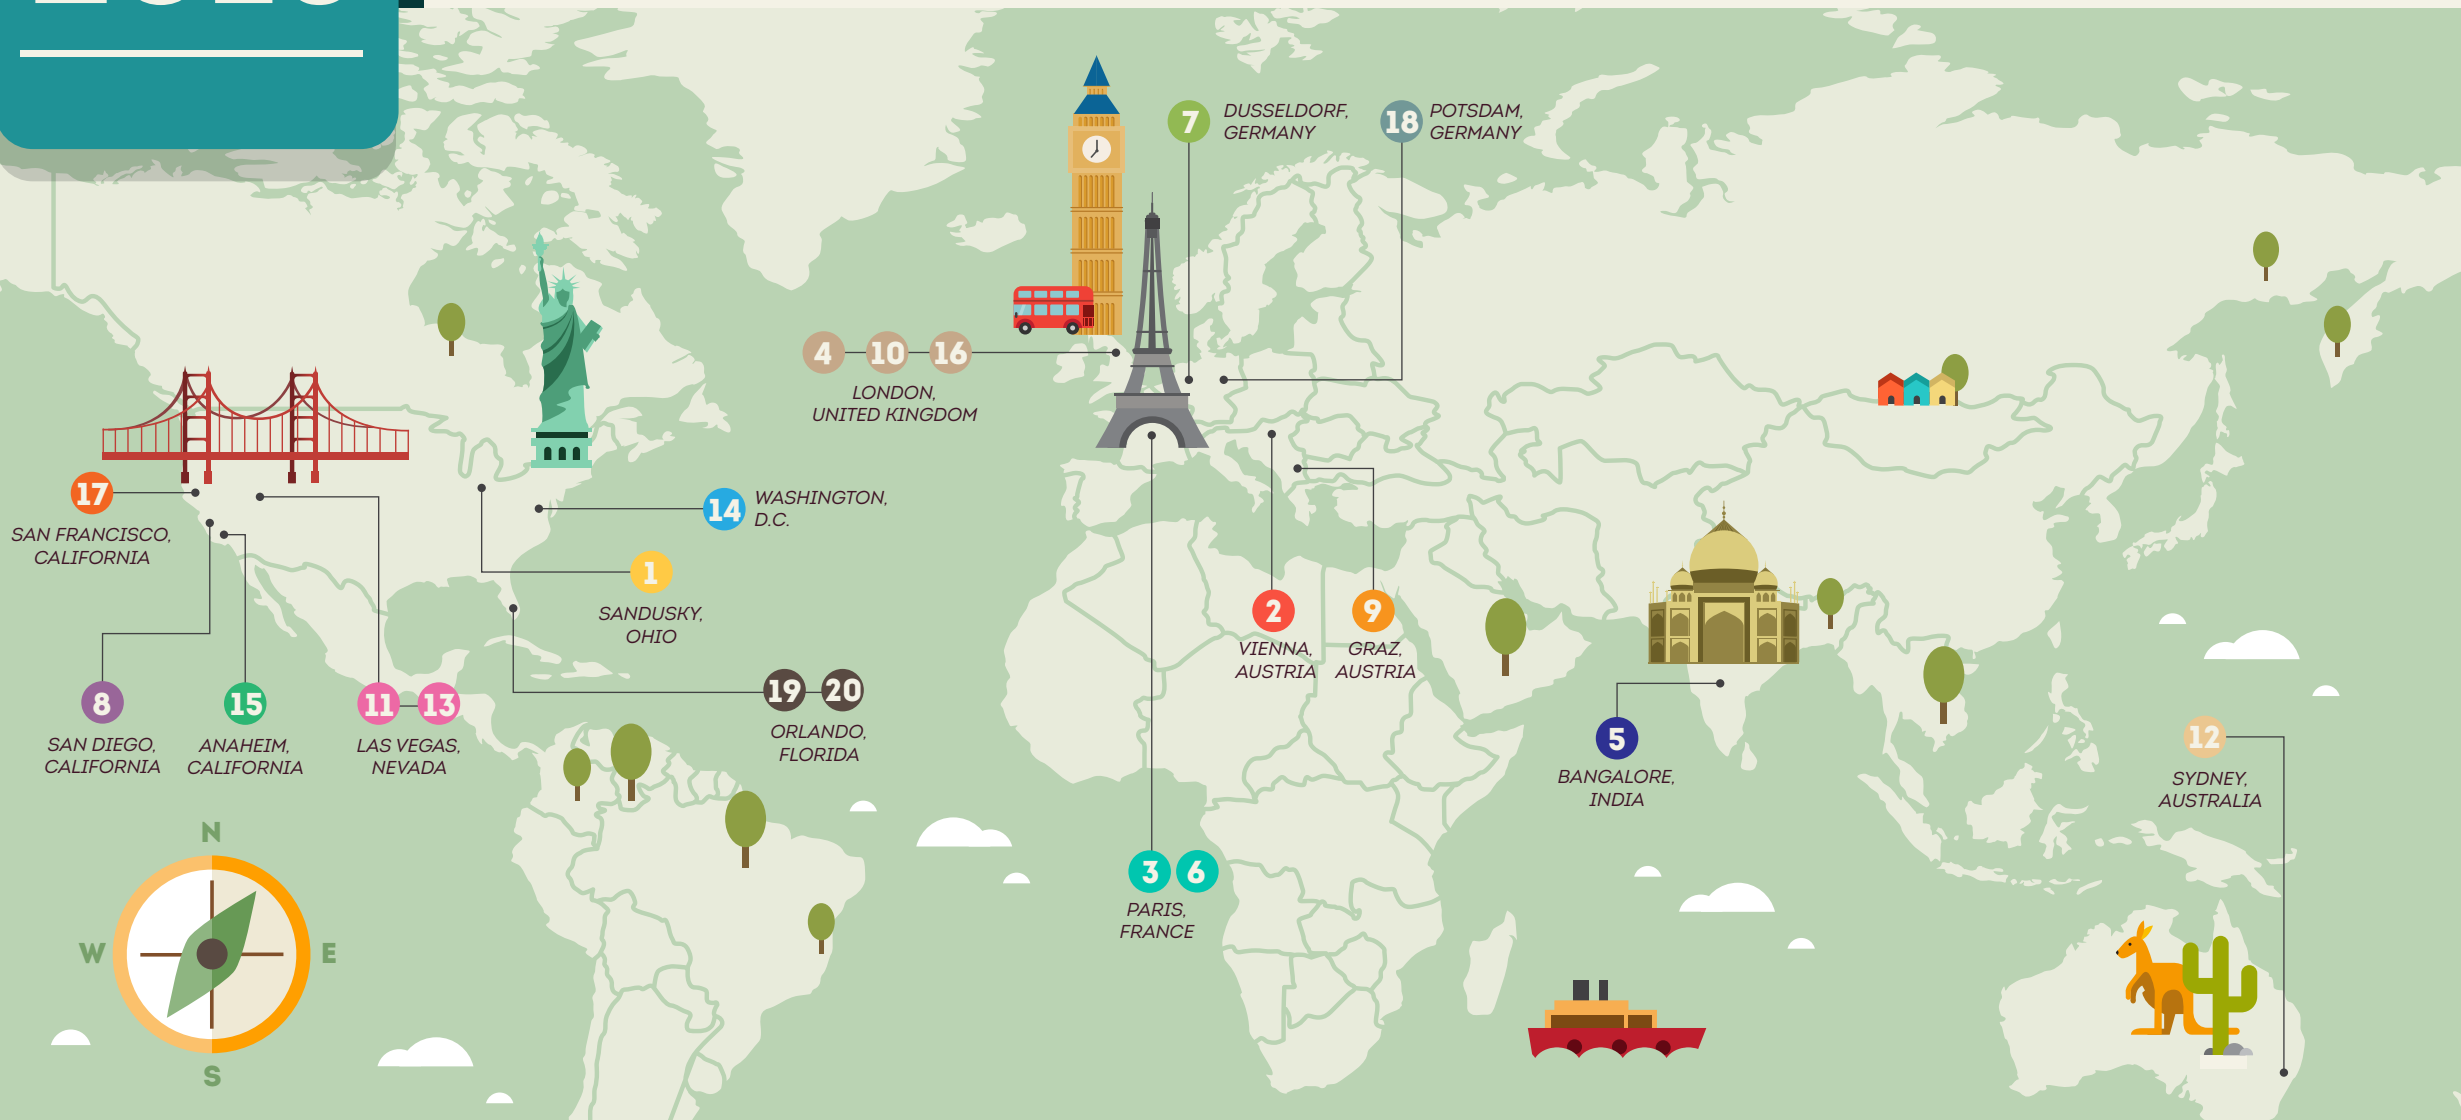 7
DUSSELDORF,
GERMANY
18
POTSDAM,
GERMANY
4
10
16
LONDON,
UNITED KINGDOM
17
SAN FRANCISCO,
CALIFORNIA
14
WASHINGTON,
D.C.
1
SANDUSKY,
OHIO
2
VIENNA,
AUSTRIA
9
GRAZ,
AUSTRIA
8
SAN DIEGO,
CALIFORNIA
15
ANAHEIM,
CALIFORNIA
11
13
LAS VEGAS,
NEVADA
19
20
ORLANDO,
FLORIDA
5
BANGALORE,
INDIA
12
SYDNEY,
AUSTRALIA
3
6
PARIS,
FRANCE
N
W
E
S